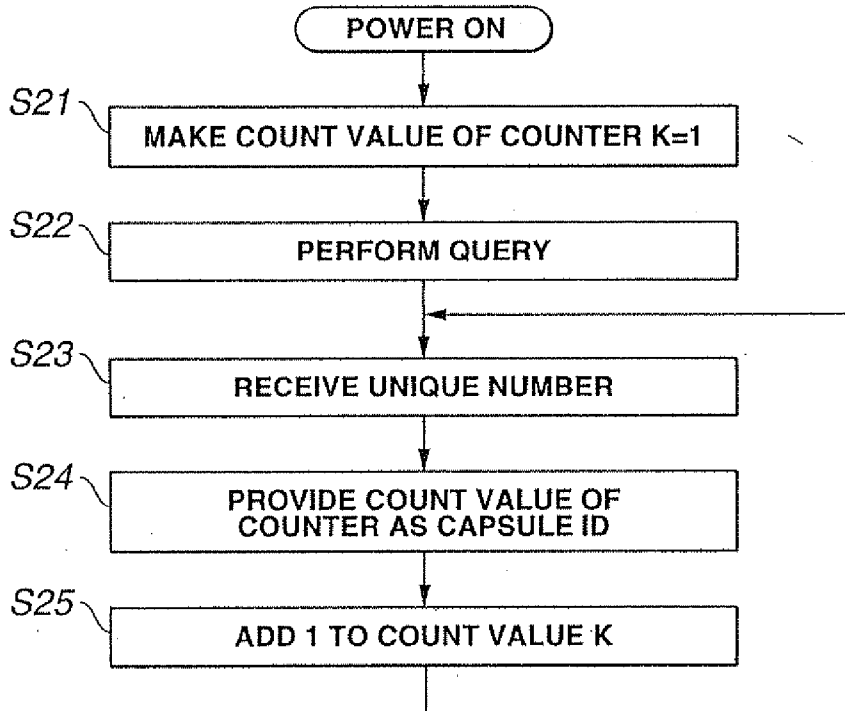 POWER ON
S21
MAKE COUNT VALUE OF COUNTER K=1
S22
PERFORM QUERY
S23
RECEIVE UNIQUE NUMBER
S24
PROVIDE COUNT VALUE OF
COUNTER AS CAPSULE ID
S25
ADD 1 TO COUNT VALUE K